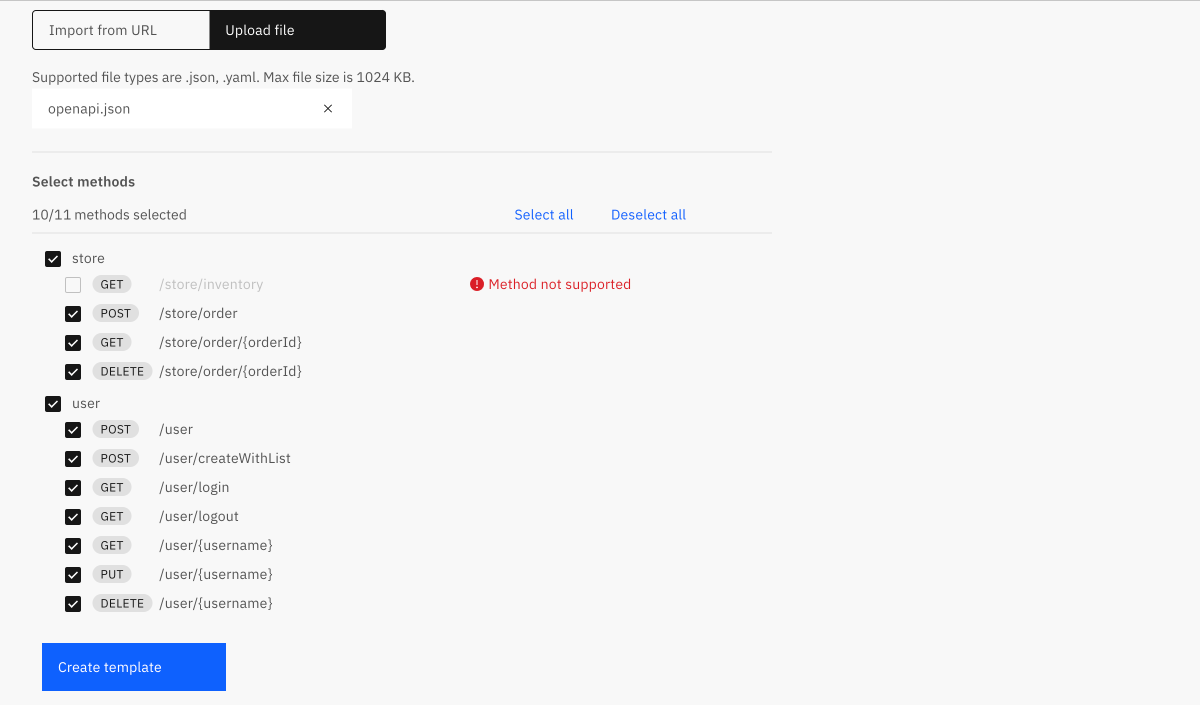 Import from URL Upload file
Supported file types are .json, .yaml. Max file size is 1024 KB.
openapi.json
Select methods
10/11 methods selected Select all Deselect all
store
GET /store/inventory Method not supported
POST /store/order
GET /store/order/{orderId}
DELETE /store/order/{orderId}
user
POST /user
POST /user/createWithList
GET /user/login
GET /user/logout
GET /user/{username}
PUT /user/{username}
DELETE /user/{username}
Create template